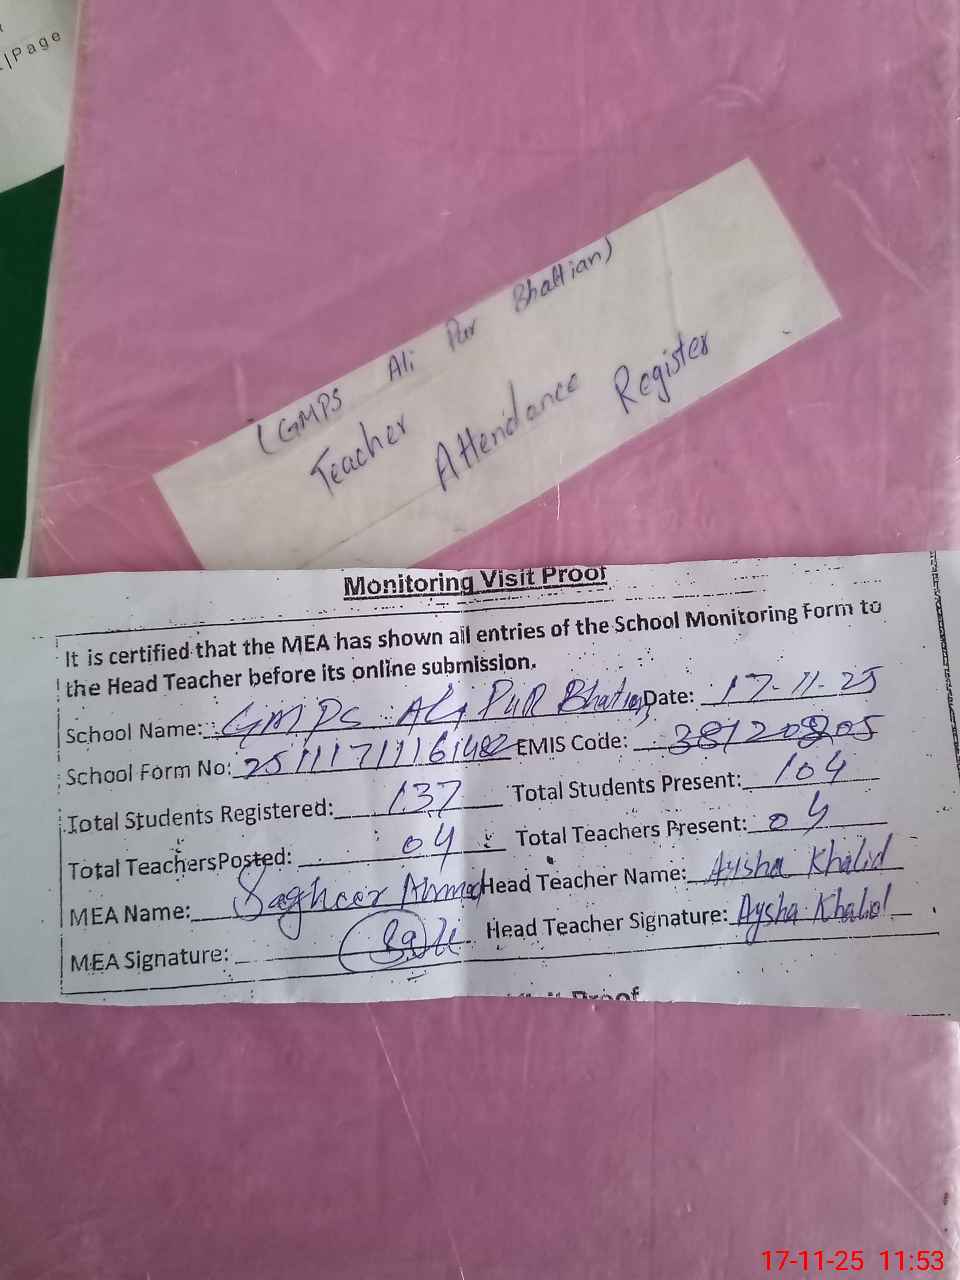 |Page
(GMPS Ali Pur Bhattian)
Teacher Attendance Register
Monitoring Visit Proof
It is certified that the MEA has shown all entries of the School Monitoring Form to
the Head Teacher before its online submission.
School Name: GMPS Ali PUR Bhattian Date: 17-11-25
School Form No: EMIS Code:
Total Students Registered: 137 Total Students Present: 104
Total Teachers Posted: 04 Total Teachers Present: 04
MEA Name: Sagheer Ahmed Head Teacher Name: Aysha Khalid
MEA Signature: Head Teacher Signature: Aysha Khalid
Visit Proof
17-11-25 11:53